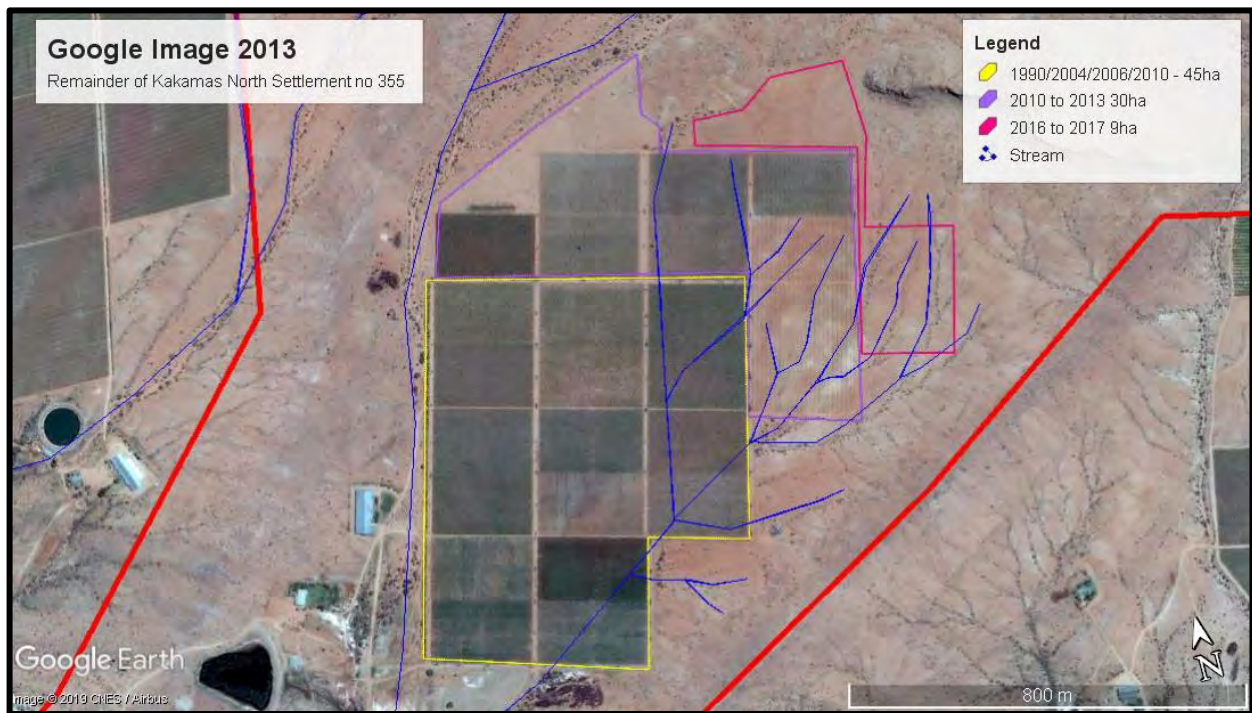 Google Image 2013
Remainder of Kakamas North Settlement no 355
Legend
1990/2004/2006/2010 - 45ha
2010 to 2013 30ha
2016 to 2017 9ha
Stream
Google Earth
mage © 2019 CNES / Airbus
800 m
N